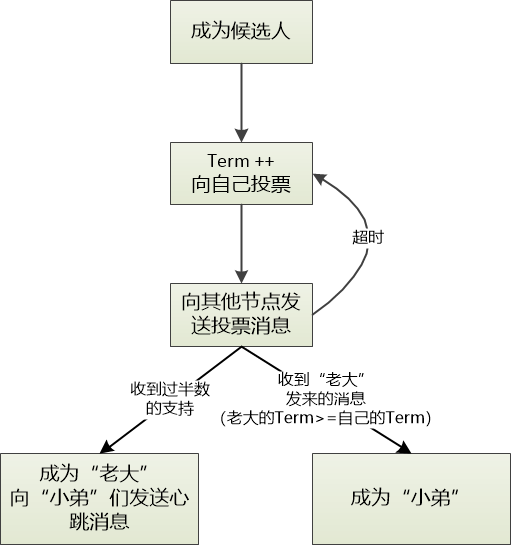 成为候选人
Term ++
向自己投票
超时
向其他节点发
送投票消息
收到过半数
的支持
收到“老大”
发来的消息
（老大的Term>=自己的Term）
成为“老大”
向“小弟”们发送心
跳消息
成为“小弟”